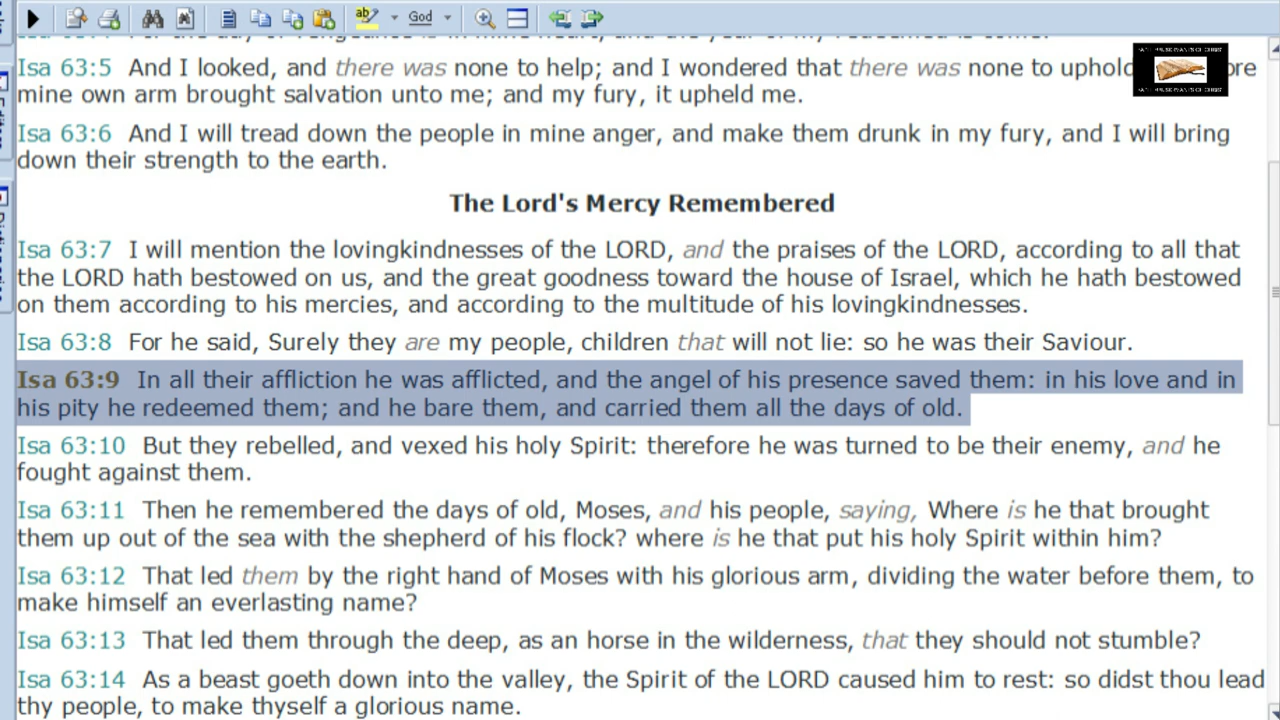 God
Isa 63:5 And I looked, and there was none to help; and I wondered that there was none to uphold
mine own arm brought salvation unto me; and my fury, it upheld me.
Isa 63:6 And I will tread down the people in mine anger, and make them drunk in my fury, and I will bring
down their strength to the earth.
The Lord's Mercy Remembered
Isa 63:7 I will mention the lovingkindnesses of the LORD, and the praises of the LORD, according to all that
the LORD hath bestowed on us, and the great goodness toward the house of Israel, which he hath bestowed
on them according to his mercies, and according to the multitude of his lovingkindnesses.
Isa 63:8 For he said, Surely they are my people, children that will not lie: so he was their Saviour.
Isa 63:9 In all their affliction he was afflicted, and the angel of his presence saved them: in his love and in
his pity he redeemed them; and he bare them, and carried them all the days of old.
Isa 63:10 But they rebelled, and vexed his holy Spirit: therefore he was turned to be their enemy, and he
fought against them.
Isa 63:11 Then he remembered the days of old, Moses, and his people, saying, Where is he that brought
them up out of the sea with the shepherd of his flock? where is he that put his holy Spirit within him?
Isa 63:12 That led them by the right hand of Moses with his glorious arm, dividing the water before them, to
make himself an everlasting name?
Isa 63:13 That led them through the deep, as an horse in the wilderness, that they should not stumble?
Isa 63:14 As a beast goeth down into the valley, the Spirit of the LORD caused him to rest: so didst thou lead
thy people, to make thyself a glorious name.